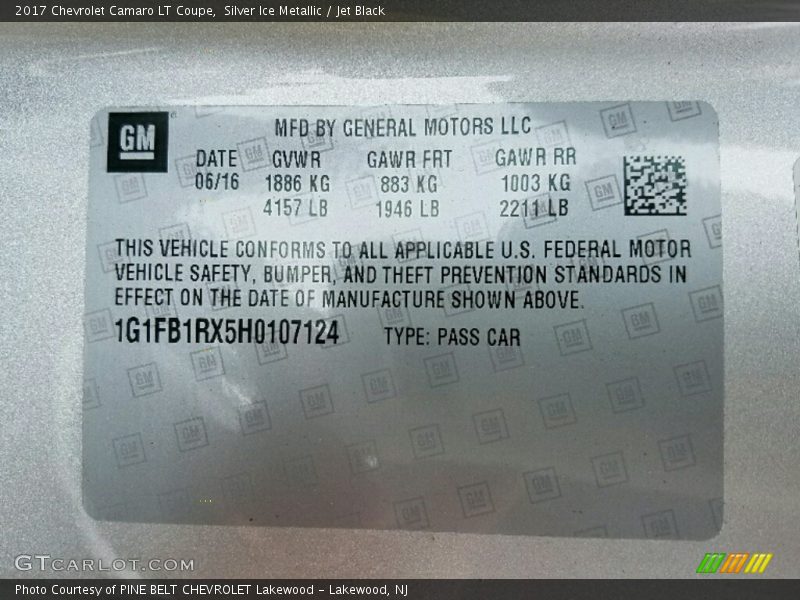 2017 Chevrolet Camaro LT Coupe, Silver Ice Metallic / Jet Black
GM
MFD BY GENERAL MOTORS LLC
DATE GVWR GAWR FRT GAWR RR
06/16 1886 KG 883 KG 1003 KG
4157 LB 1946 LB 2211 LB
THIS VEHICLE CONFORMS TO ALL APPLICABLE U.S. FEDERAL MOTOR
VEHICLE SAFETY, BUMPER, AND THEFT PREVENTION STANDARDS IN
EFFECT ON THE DATE OF MANUFACTURE SHOWN ABOVE.
1G1FB1RX5H0107124 TYPE: PASS CAR
GTCARLOT.COM
Photo Courtesy of PINE BELT CHEVROLET Lakewood - Lakewood, NJ